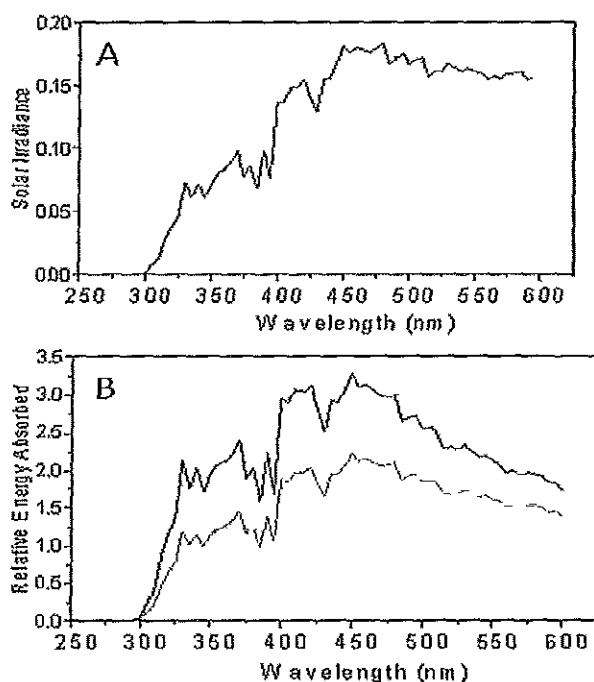 A
Solar Irradiance
0.20
0.15
0.10
0.05
0.00
250 300 350 400 450 500 550 600
Wavelength (nm)
B
Relative Energy Absorbed
3.5
3.0
2.5
2.0
1.5
1.0
0.5
0.0
250 300 350 400 450 500 550 600
Wavelength (nm)